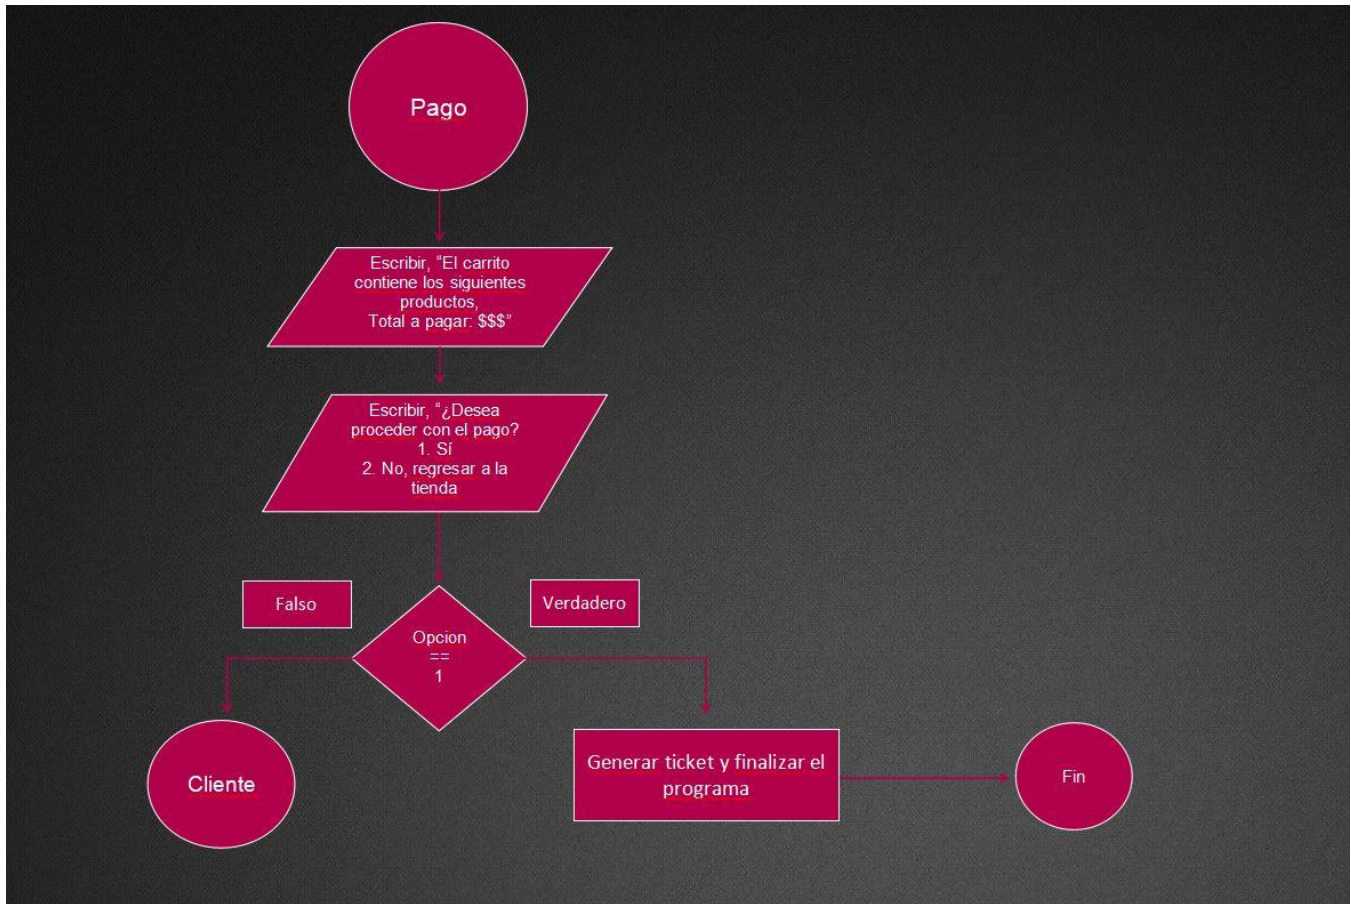 Pago
Escribir, “El carrito
contiene los siguientes
productos,
Total a pagar: $$$”
Escribir, “¿Desea
proceder con el pago?
1. Sí
2. No, regresar a la
tienda
Falso
Verdadero
Opcion
==
1
Cliente
Generar ticket y finalizar el
programa
Fin